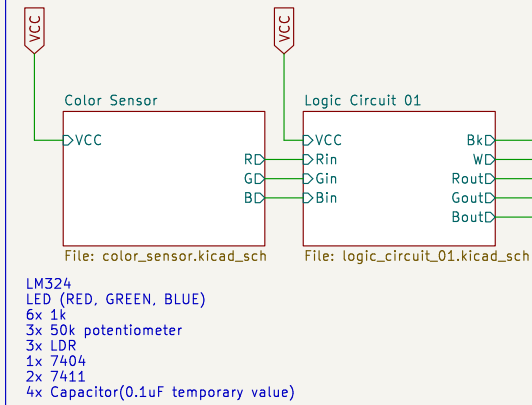 VCC
VCC
Color Sensor
Logic Circuit 01
VCC
VCC
Bk
R
Rin
W
G
Gin
Rout
B
Bin
Gout
Bout
File: color_sensor.kicad_sch
File: logic_circuit_01.kicad_sch
LM324
LED (RED, GREEN, BLUE)
6x 1k
3x 50k potentiometer
3x LDR
1x 7404
2x 7411
4x Capacitor(0.1uF temporary value)